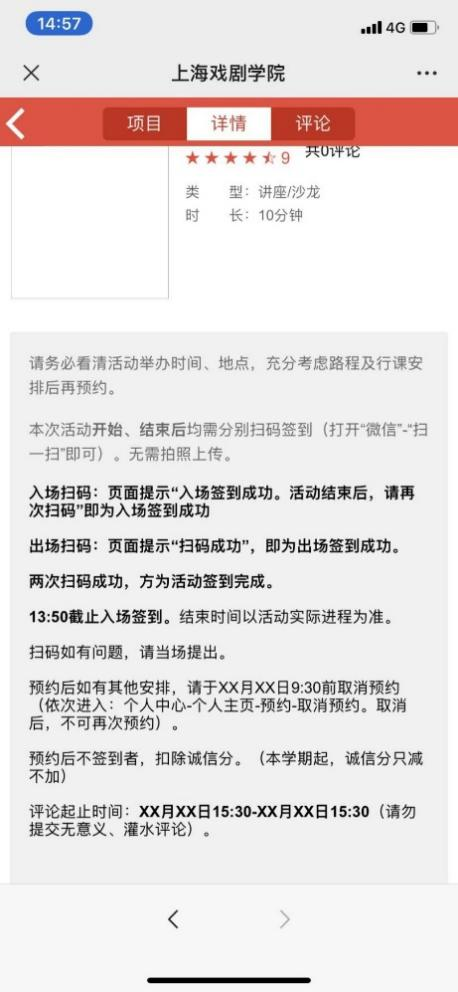 14:57
4G
上海戏剧学院
项目
详情
评论
9
共0评论
类 型：讲座/沙龙
时 长：10分钟
请务必看清活动举办时间、地点，充分考虑路程及行课安
排后再预约。
本次活动开始、结束后均需分别扫码签到（打开“微信”-“扫
一扫”即可）。无需拍照上传。
入场扫码：页面提示“入场签到成功。活动结束后，请再
次扫码”即为入场签到成功
出场扫码：页面提示“扫码成功”，即为出场签到成功。
两次扫码成功，方为活动签到完成。
13:50截止入场签到。结束时间以活动实际进程为准。
扫码如有问题，请当场提出。
预约后如有其他安排，请于XX月XX日9:30前取消预约
（依次进入：个人中心-个人主页-预约-取消预约。取消
后，不可再次预约）。
预约后不签到者，扣除诚信分。（本学期起，诚信分只减
不加）
评论起止时间：XX月XX日15:30-XX月XX日15:30（请勿
提交无意义、灌水评论）。